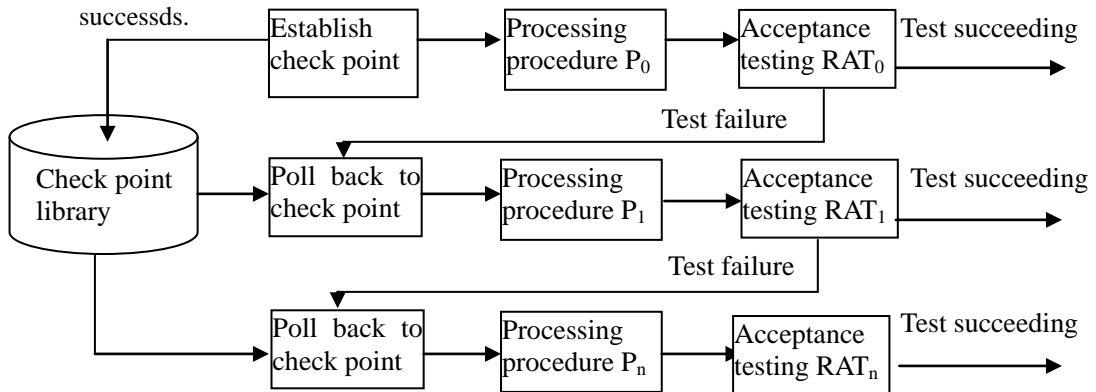 successds.
Establish
check point
Processing
procedure P₀
Acceptance
testing RAT₀
Test succeeding
Test failure
Check point
library
Poll back to
check point
Processing
procedure P₁
Acceptance
testing RAT₁
Test succeeding
Test failure
Poll back to
check point
Processing
procedure Pₙ
Acceptance
testing RATₙ
Test succeeding